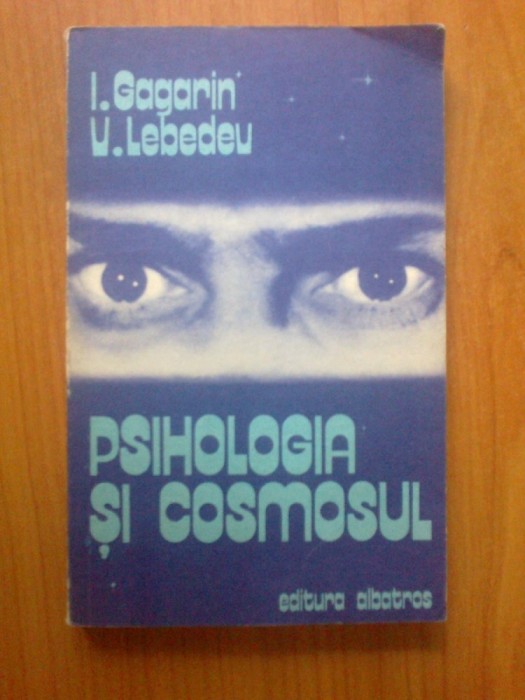 I. Gagarin
V. Lebedev
PSIHOLOGIA
ȘI COSMOSUL
editura albatros